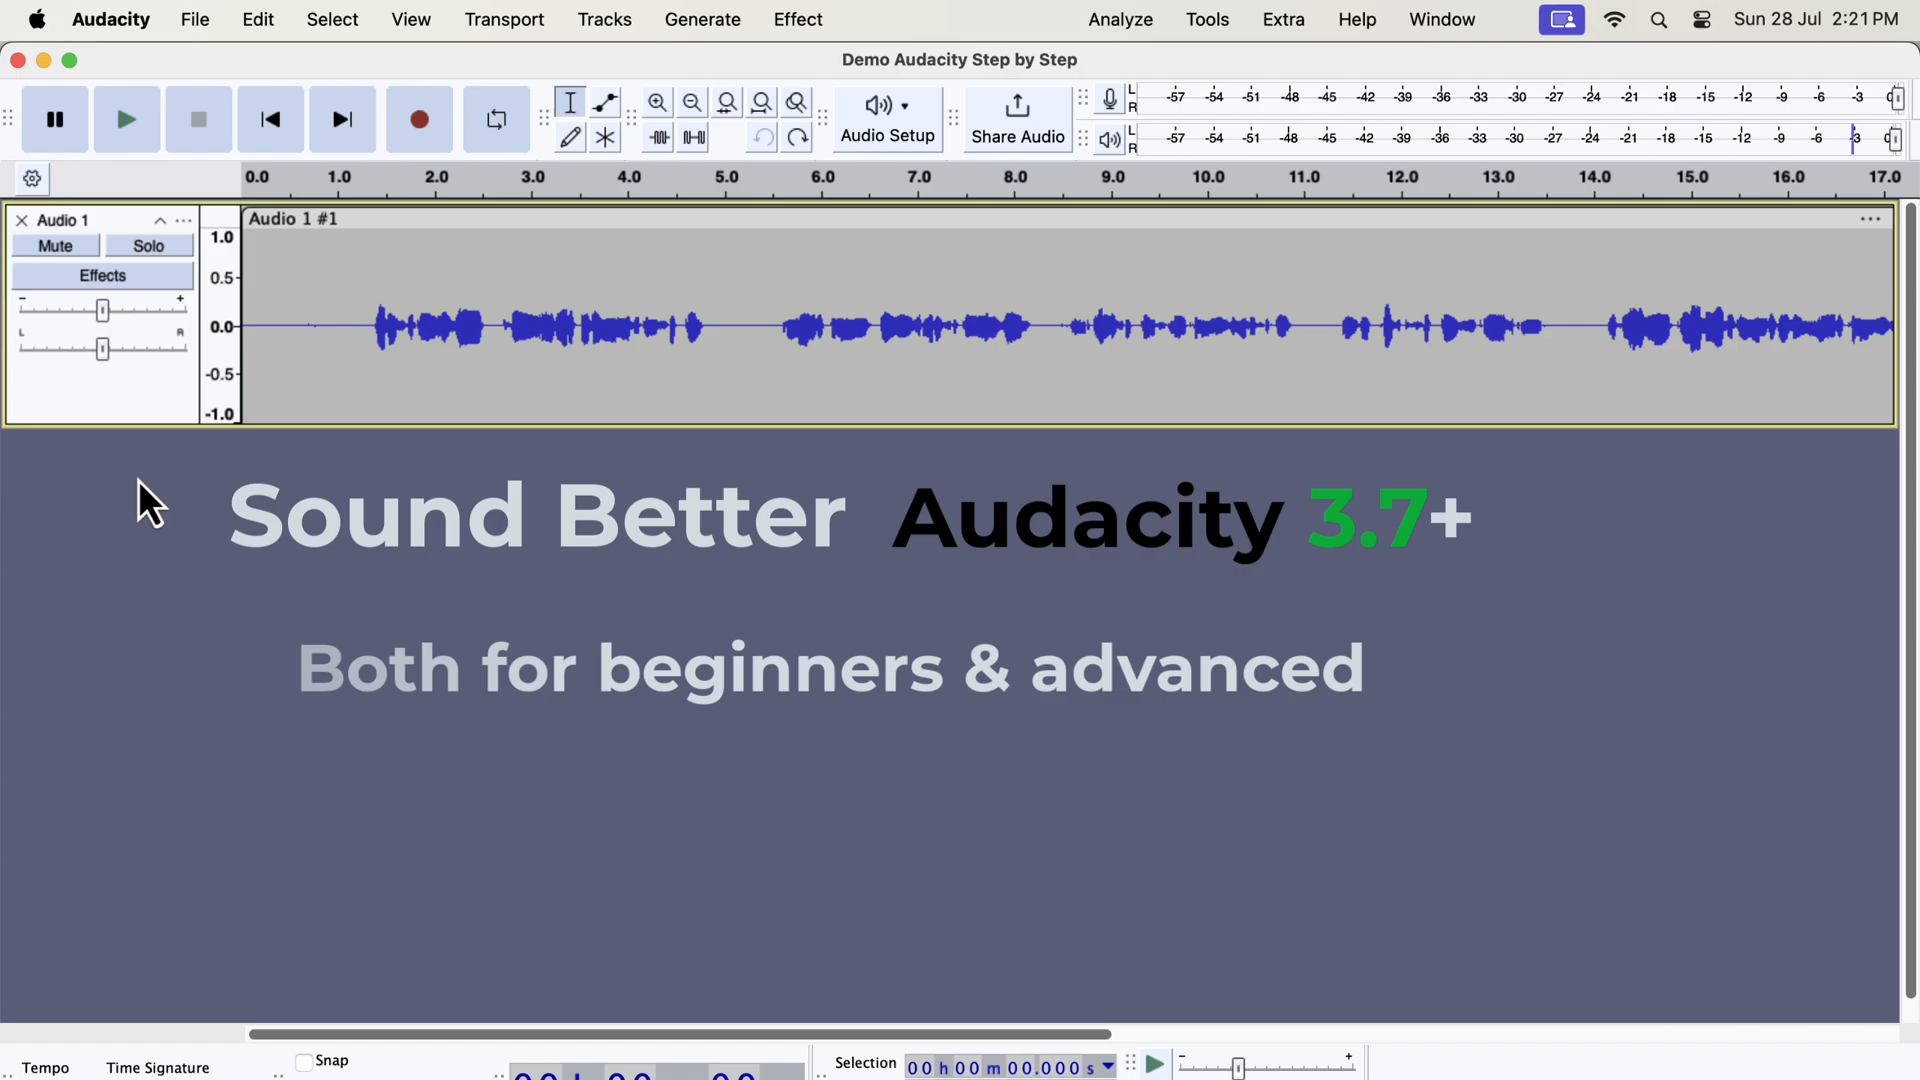 Audacity File Edit Select View Transport Tracks Generate Effect Analyze Tools Extra Help Window Sun 28 Jul 2:21 PM
Demo Audacity Step by Step
Audio Setup
Share Audio
L R -57 -54 -51 -48 -45 -42 -39 -36 -33 -30 -27 -24 -21 -18 -15 -12 -9 -6 -3 0
L R -57 -54 -51 -48 -45 -42 -39 -36 -33 -30 -27 -24 -21 -18 -15 -12 -9 -6 -3 0
0.0 1.0 2.0 3.0 4.0 5.0 6.0 7.0 8.0 9.0 10.0 11.0 12.0 13.0 14.0 15.0 16.0 17.0
Audio 1
Mute Solo
Effects
- +
L R
1.0
0.5
0.0
-0.5
-1.0
Audio 1 #1
Sound Better Audacity 3.7+
Both for beginners & advanced
Tempo Time Signature Snap
Selection 00 h 00 m 00.000 s
- +